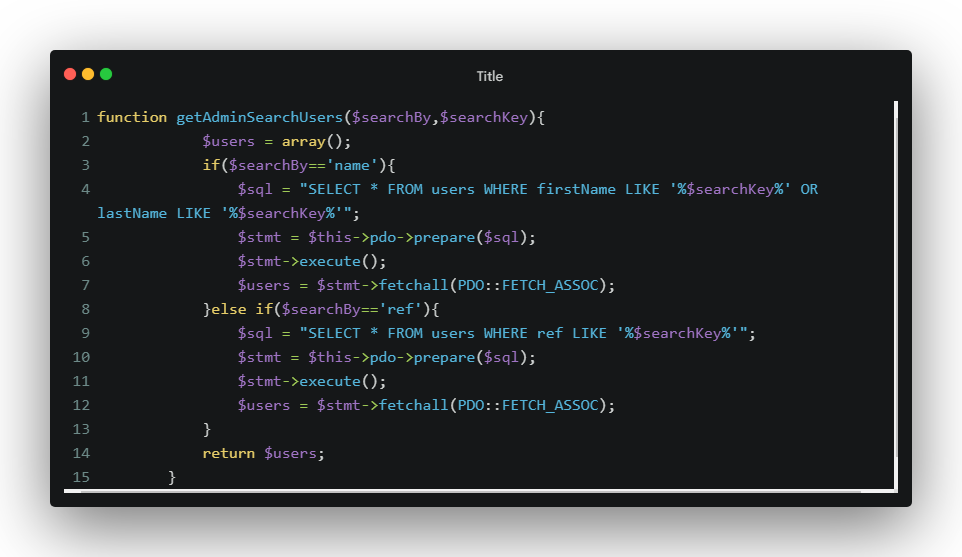 Title
1 function getAdminSearchUsers($searchBy,$searchKey){
2 $users = array();
3 if($searchBy=='name'){
4 $sql = "SELECT * FROM users WHERE firstName LIKE '%$searchKey%' OR
lastName LIKE '%$searchKey%'";
5 $stmt = $this->pdo->prepare($sql);
6 $stmt->execute();
7 $users = $stmt->fetchall(PDO::FETCH_ASSOC);
8 }else if($searchBy=='ref'){
9 $sql = "SELECT * FROM users WHERE ref LIKE '%$searchKey%'";
10 $stmt = $this->pdo->prepare($sql);
11 $stmt->execute();
12 $users = $stmt->fetchall(PDO::FETCH_ASSOC);
13 }
14 return $users;
15 }